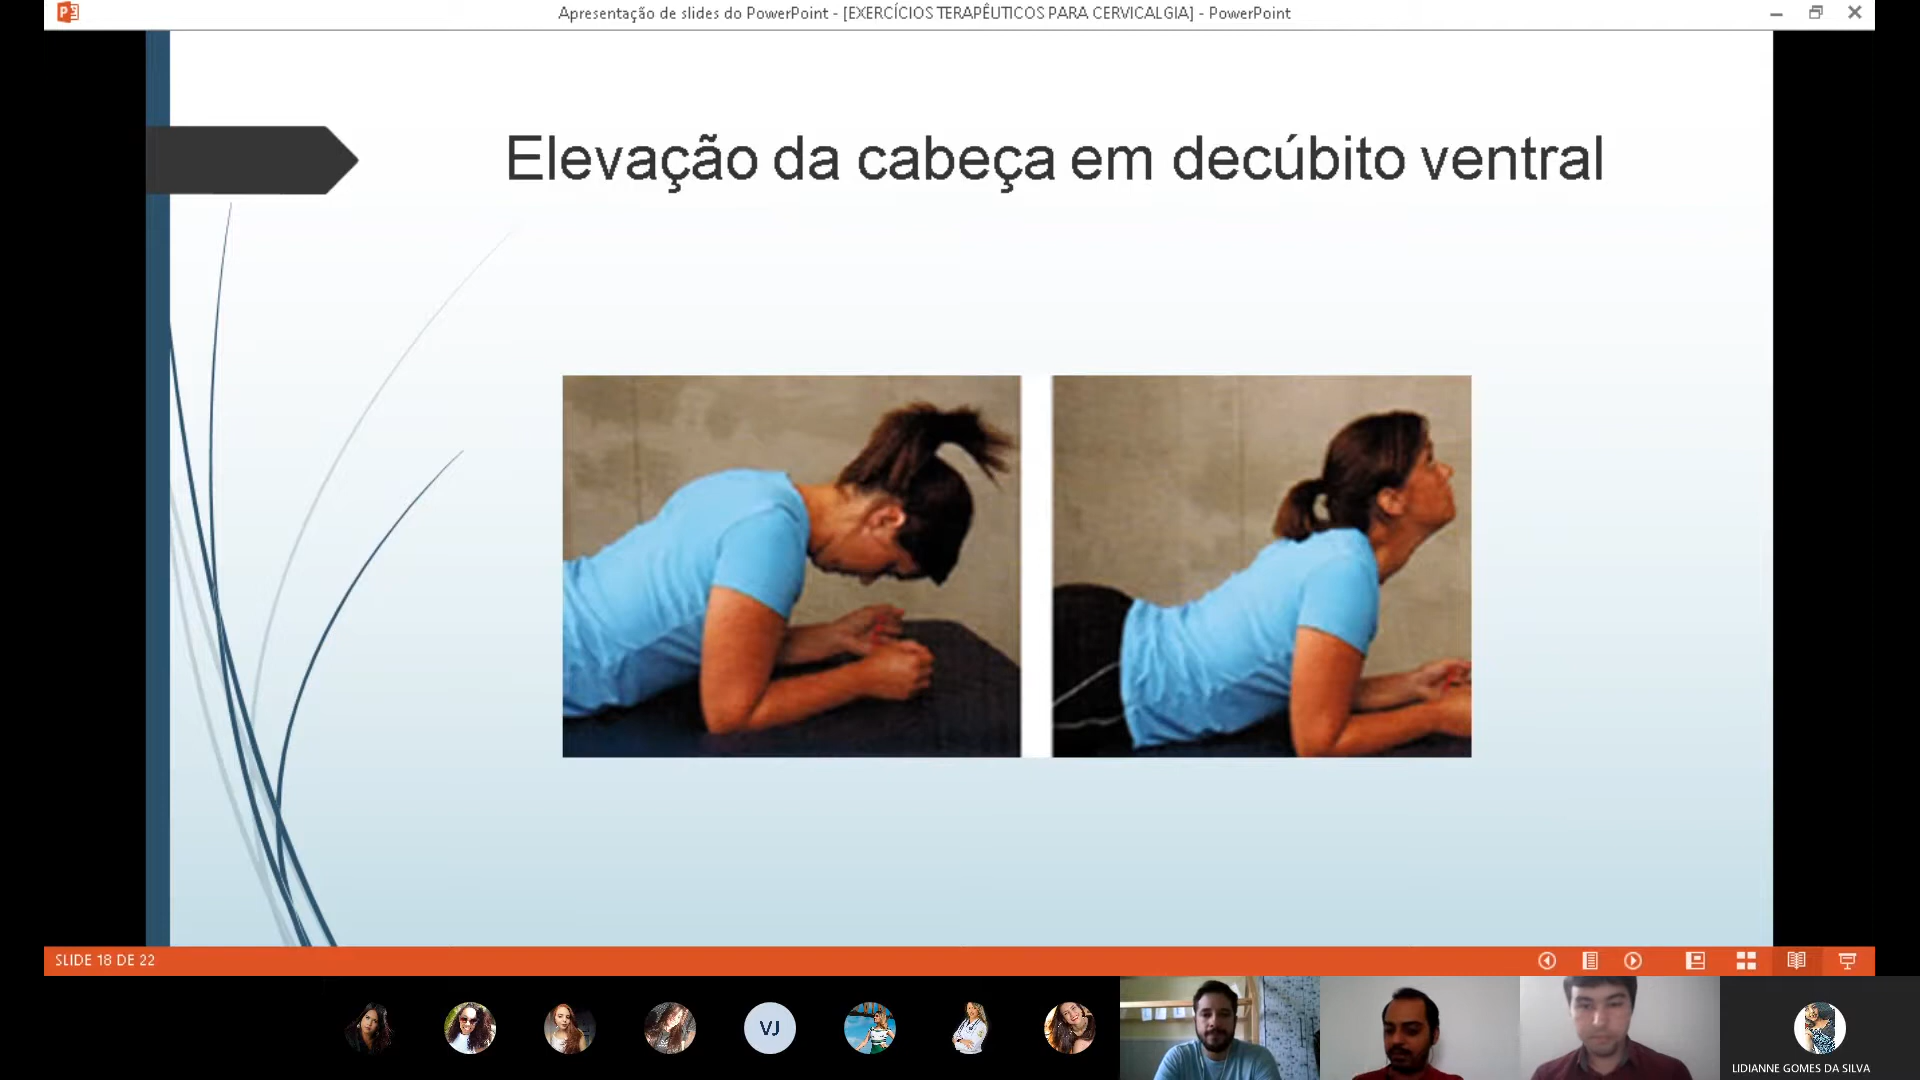 Apresentação de slides do PowerPoint - [EXERCÍCIOS TERAPÊUTICOS PARA CERVICALGIA] - PowerPoint
Elevação da cabeça em decúbito ventral
SLIDE 18 DE 22
VJ
LIDIANNE GOMES DA SILVA